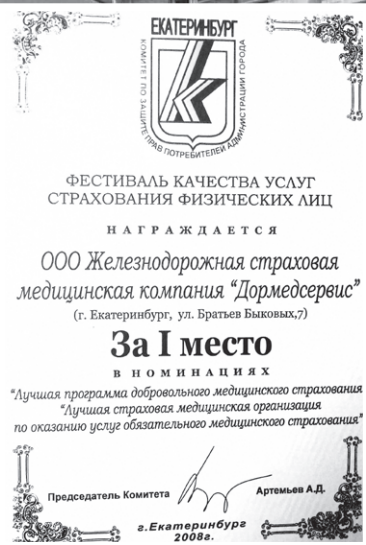 ЕКАТЕРИНБУРГ
КОМИТЕТ ПО ЗАЩИТЕ ПРАВ ПОТРЕБИТЕЛЕЙ АДМИНИСТРАЦИИ ГОРОДА
ФЕСТИВАЛЬ КАЧЕСТВА УСЛУГ
СТРАХОВАНИЯ ФИЗИЧЕСКИХ ЛИЦ
НАГРАЖДАЕТСЯ
ООО Железнодорожная страховая
медицинская компания "Дормедсервис"
(г. Екатеринбург, ул. Братьев Быковых,7)
За I место
В НОМИНАЦИЯХ
"Лучшая программа добровольного медицинского страхования
"Лучшая страховая медицинская организация
по оказанию услуг обязательного медицинского страхования"
Председатель Комитета Артемьев А.Д.
г.Екатеринбург
2008г.